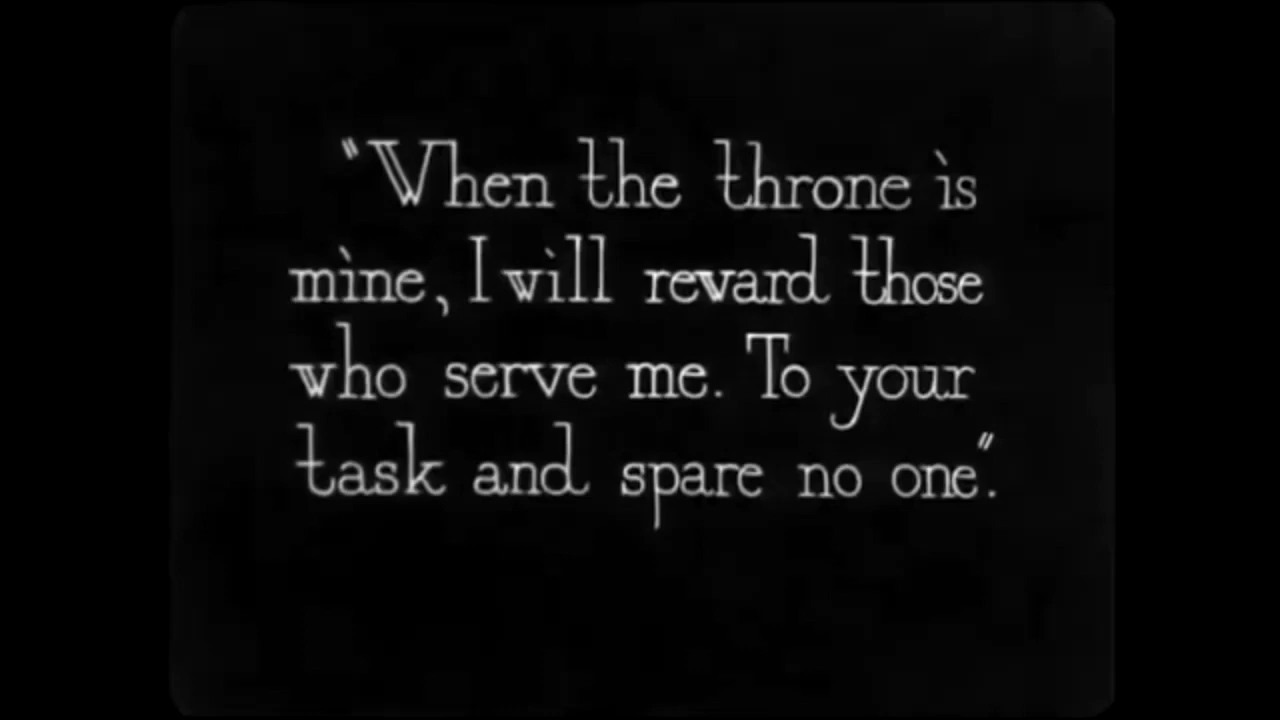 "When the throne is
mine, I will reward those
who serve me. To your
task and spare no one".